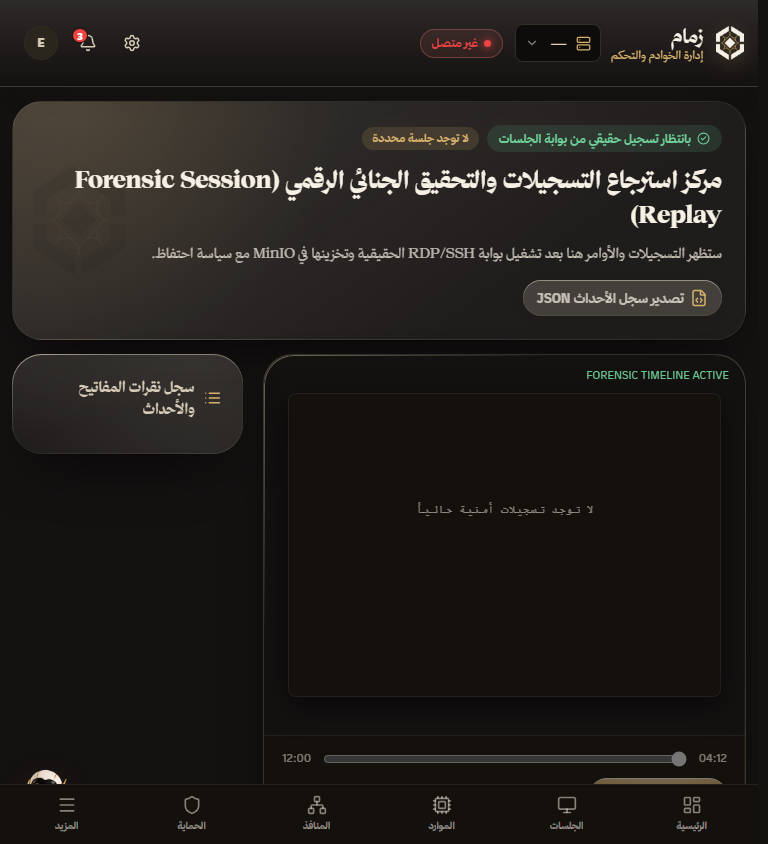 زمام
إدارة الخوادم والتحكم
—
غير متصل
3
E
بانتظار تسجيل حقيقي من بوابة الجلسات
لا توجد جلسة محددة
مركز استرجاع التسجيلات والتحقيق الجنائي الرقمي (Forensic Session
Replay)
ستظهر التسجيلات والأوامر هنا بعد تشغيل بوابة RDP/SSH الحقيقية وتخزينها في MinIO مع سياسة احتفاظ.
تصدير سجل الأحداث JSON
FORENSIC TIMELINE ACTIVE
لا توجد تسجيلات أمنية حالياً
04:12
12:00
سجل نقرات المفاتيح
والأحداث
الرئيسية
الجلسات
الموارد
المنافذ
الحماية
المزيد